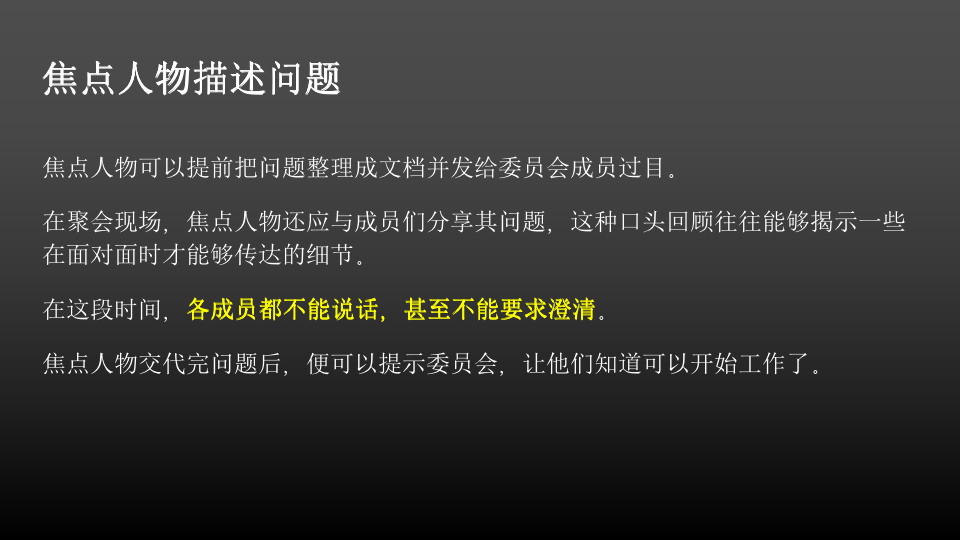 焦点人物描述问题
焦点人物可以提前把问题整理成文档并发给委员会成员过目。
在聚会现场，焦点人物还应与成员们分享其问题，这种口头回顾往往能够揭示一些
在面对面时才能够传达的细节。
在这段时间，各成员都不能说话，甚至不能要求澄清。
焦点人物交代完问题后，便可以提示委员会，让他们知道可以开始工作了。